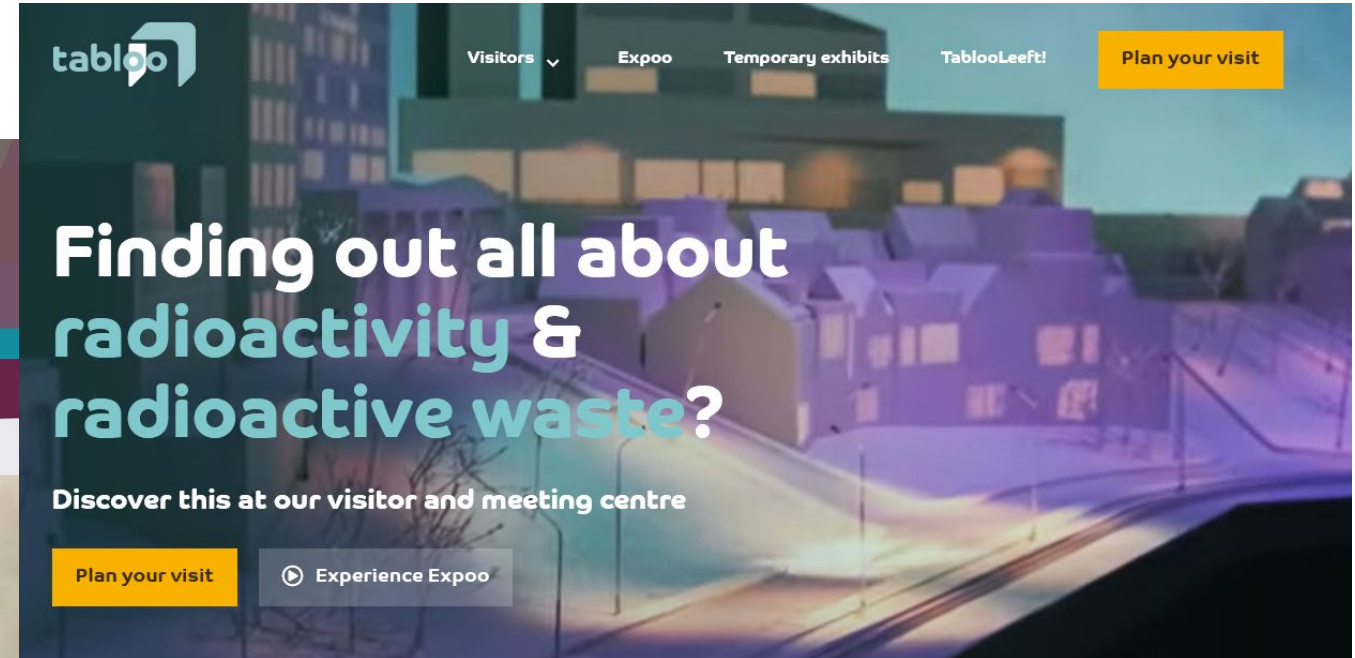 tabloo
Visitors
Expoo
Temporary exhibits
TablooLeeft!
Plan your visit
Finding out all about
radioactivity &
radioactive waste?
Discover this at our visitor and meeting centre
Plan your visit
Experience Expoo